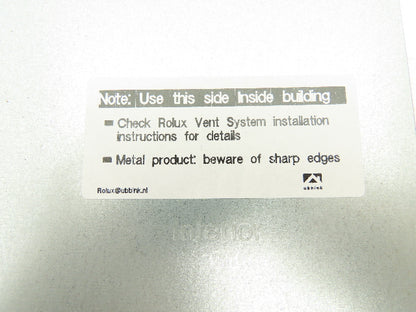 Note: Use this side Inside building
Check Rolux Vent System installation
instructions for details
Metal product: beware of sharp edges
Rolux@ubbink.nl
ubbink